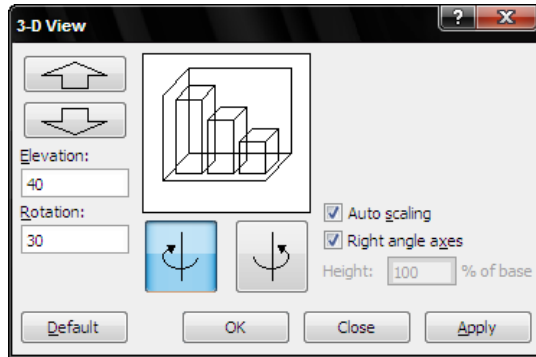 3-D View
Elevation:
40
Rotation:
30
Auto scaling
Right angle axes
Height: 100 % of base
Default OK Close Apply